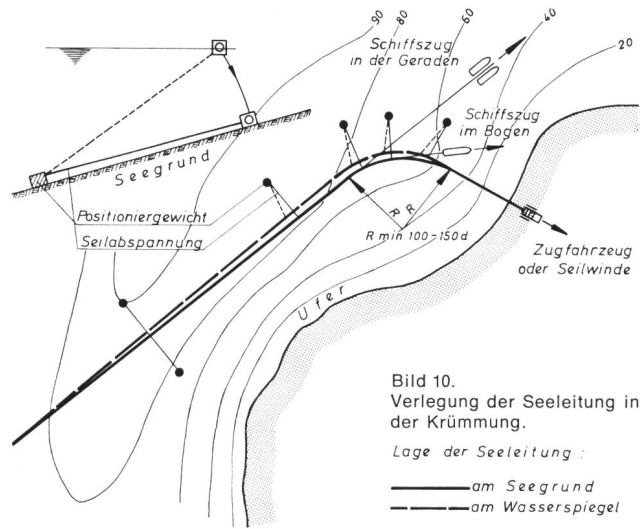 90
80
60
40
20
Schiffszug
in der Geraden
Schiffszug
im Bogen
Seegrund
Positioniergewicht
Seilabspannung
R R
R min 100-150 d
Zugfahrzeug
oder Seilwinde
Ufer
Bild 10.
Verlegung der Seeleitung in
der Krümmung.
Lage der Seeleitung :
am Seegrund
am Wasserspiegel